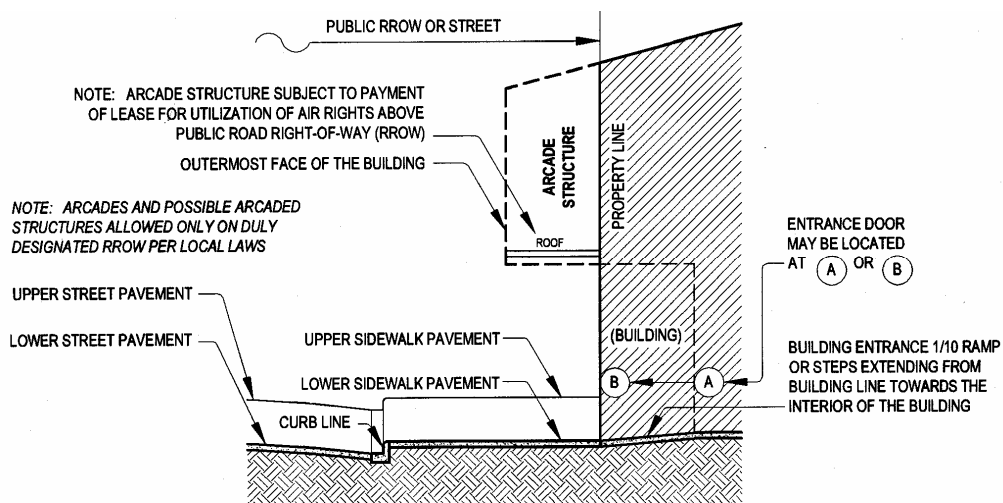 PUBLIC RROW OR STREET
NOTE: ARCADE STRUCTURE SUBJECT TO PAYMENT
OF LEASE FOR UTILIZATION OF AIR RIGHTS ABOVE
PUBLIC ROAD RIGHT-OF-WAY (RROW)
OUTERMOST FACE OF THE BUILDING
ARCADE
STRUCTURE
PROPERTY LINE
NOTE: ARCADES AND POSSIBLE ARCADED
STRUCTURES ALLOWED ONLY ON DULY
DESIGNATED RROW PER LOCAL LAWS
ROOF
ENTRANCE DOOR
MAY BE LOCATED
AT A OR B
UPPER STREET PAVEMENT
LOWER STREET PAVEMENT
UPPER SIDEWALK PAVEMENT
(BUILDING)
LOWER SIDEWALK PAVEMENT
B
A
BUILDING ENTRANCE 1/10 RAMP
OR STEPS EXTENDING FROM
BUILDING LINE TOWARDS THE
INTERIOR OF THE BUILDING
CURB LINE